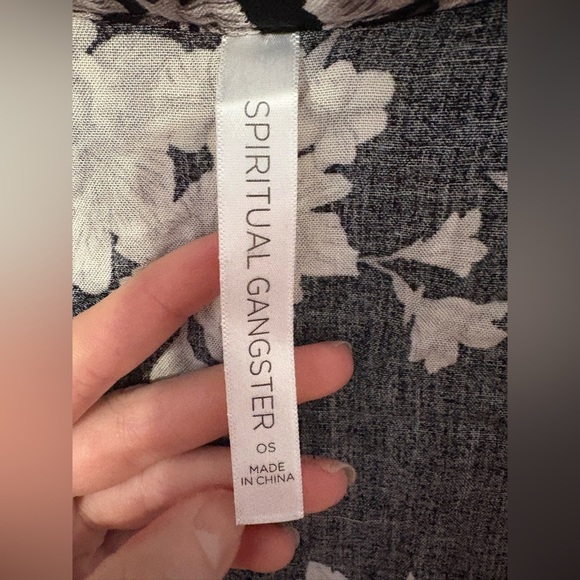 SPIRITUAL GANGSTER
OS
MADE
IN CHINA